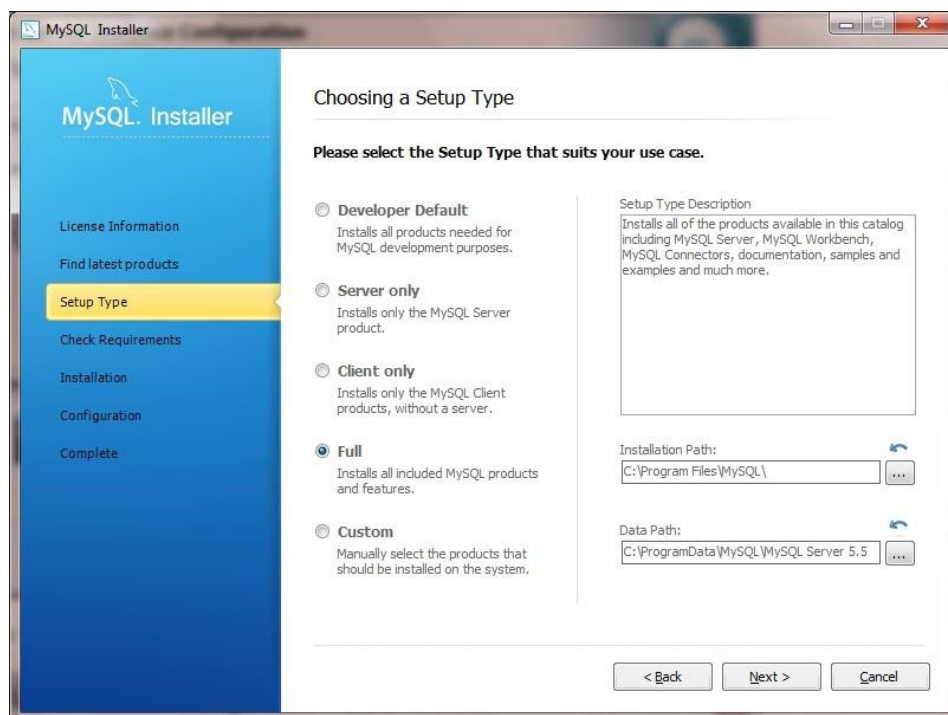 MySQL Installer
MySQL. Installer
License Information
Find latest products
Setup Type
Check Requirements
Installation
Configuration
Complete
Choosing a Setup Type
Please select the Setup Type that suits your use case.
Developer Default
Installs all products needed for
MySQL development purposes.
Server only
Installs only the MySQL Server
product.
Client only
Installs only the MySQL Client
products, without a server.
Full
Installs all included MySQL products
and features.
Custom
Manually select the products that
should be installed on the system.
Setup Type Description
Installs all of the products available in this catalog
including MySQL Server, MySQL Workbench,
MySQL Connectors, documentation, samples and
examples and much more.
Installation Path:
C:\Program Files\MySQL\
...
Data Path:
C:\ProgramData\MySQL\MySQL Server 5.5
...
< Back
Next >
Cancel